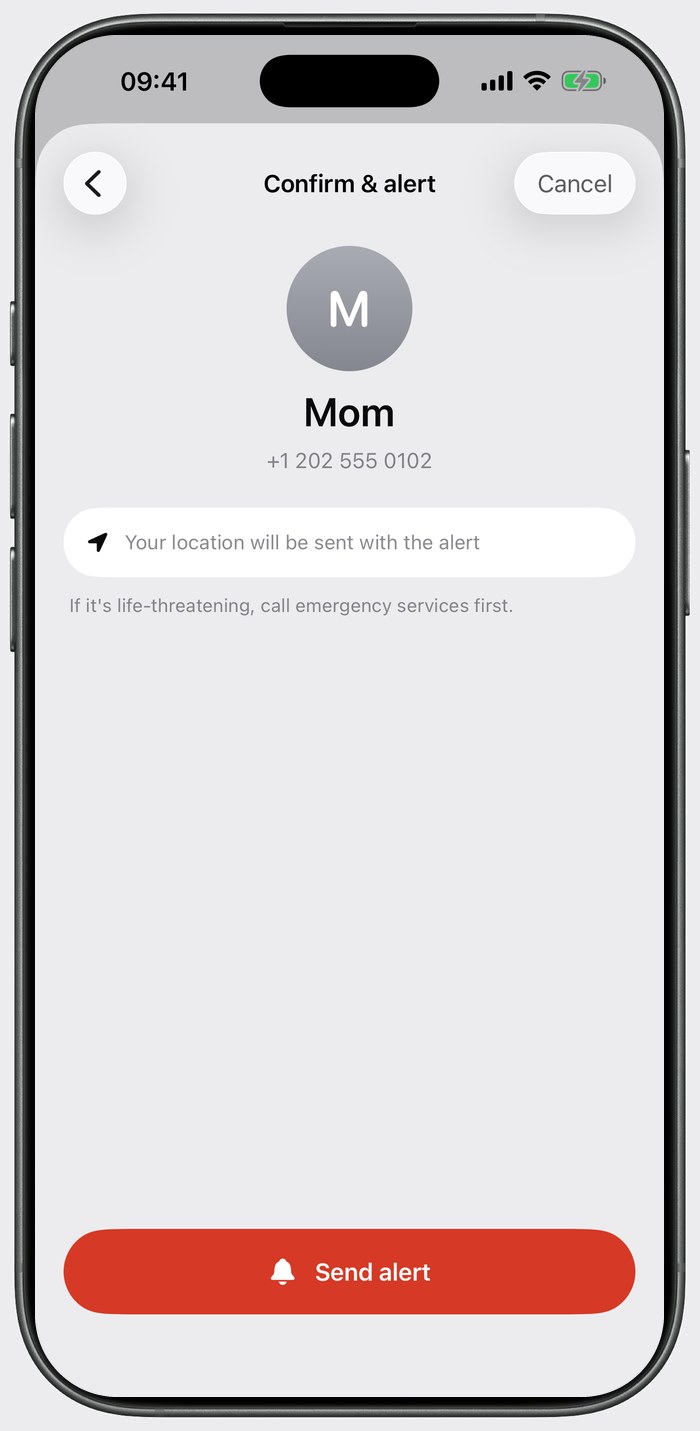 09:41
Confirm & alert
Cancel
M
Mom
+1 202 555 0102
Your location will be sent with the alert
If it's life-threatening, call emergency services first.
Send alert